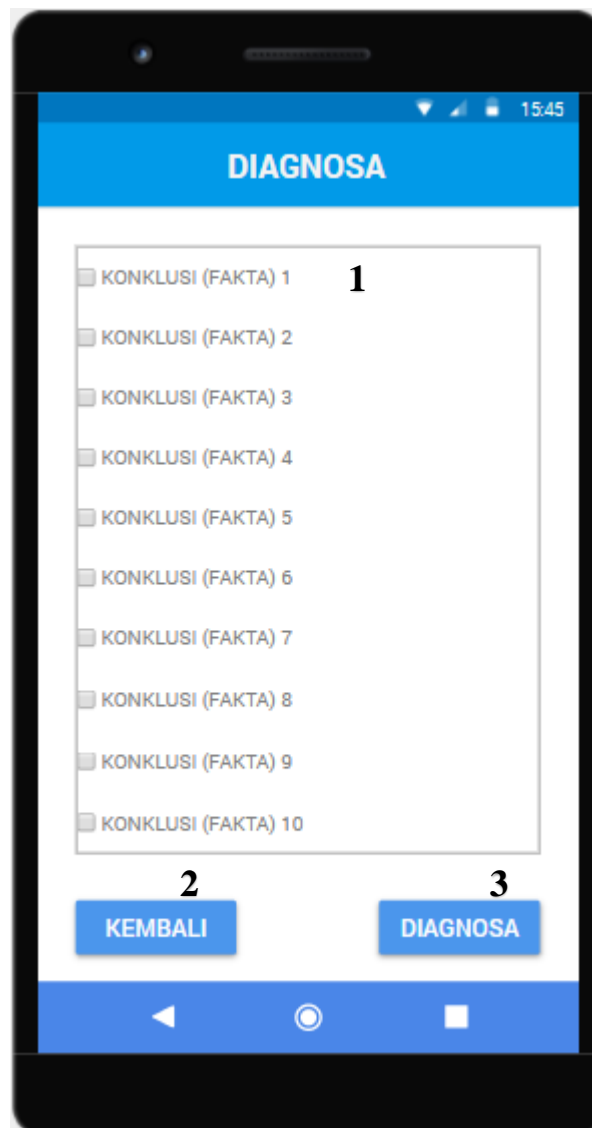 15:45
DIAGNOSA
KONKLUSI (FAKTA) 1 1
KONKLUSI (FAKTA) 2
KONKLUSI (FAKTA) 3
KONKLUSI (FAKTA) 4
KONKLUSI (FAKTA) 5
KONKLUSI (FAKTA) 6
KONKLUSI (FAKTA) 7
KONKLUSI (FAKTA) 8
KONKLUSI (FAKTA) 9
KONKLUSI (FAKTA) 10
2 3
KEMBALI DIAGNOSA